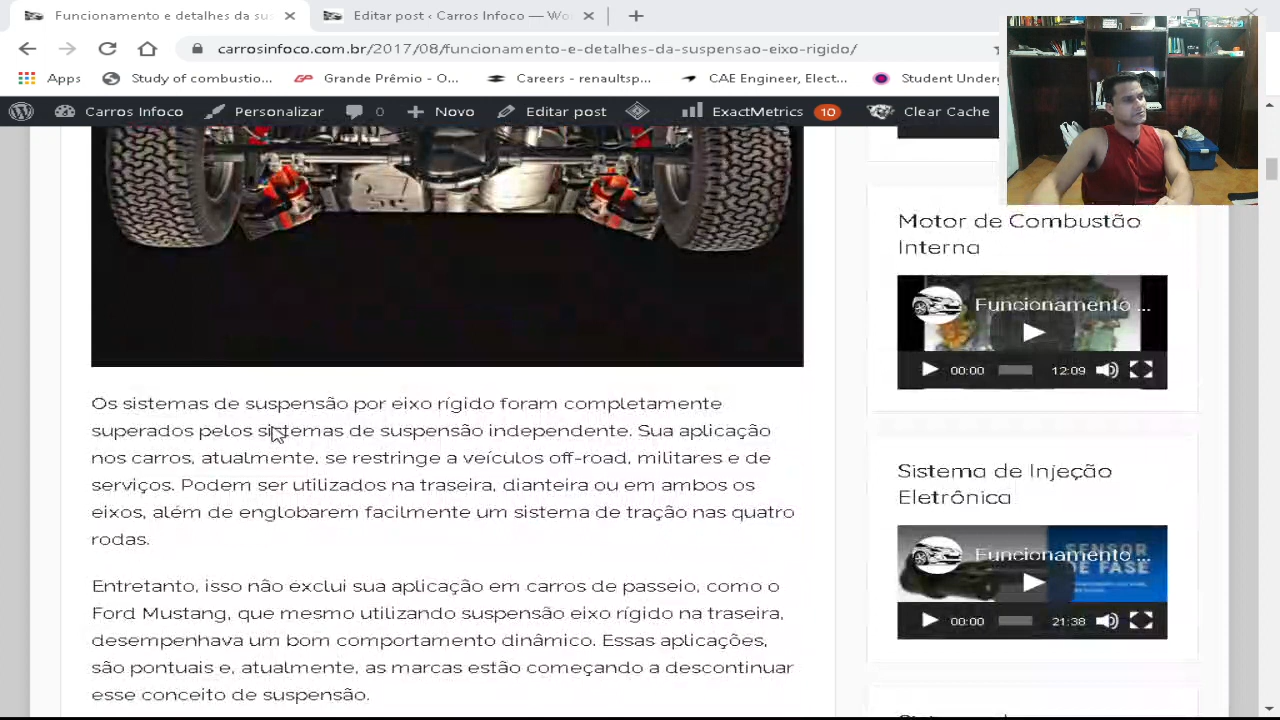 Funcionamento e detalhes da sus
Editar post ‹ Carros Infoco — Wo
carrosinfoco.com.br/2017/08/funcionamento-e-detalhes-da-suspensao-eixo-rigido/
Apps
Study of combustio...
Grande Prêmio - O...
Careers - renaultsp...
CAE Engineer, Elect...
Student Underg
Carros Infoco
Personalizar
0
Novo
Editar post
ExactMetrics
10
Clear Cache
Os sistemas de suspensão por eixo rígido foram completamente
superados pelos sistemas de suspensão independente. Sua aplicação
nos carros, atualmente, se restringe a veículos off-road, militares e de
serviços. Podem ser utilizados na traseira, dianteira ou em ambos os
eixos, além de englobarem facilmente um sistema de tração nas quatro
rodas.
Entretanto, isso não exclui sua aplicação em carros de passeio, como o
Ford Mustang, que mesmo utilizando suspensão eixo rígido na traseira,
desempenhava um bom comportamento dinâmico. Essas aplicações,
são pontuais e, atualmente, as marcas estão começando a descontinuar
esse conceito de suspensão.
Motor de Combustão
Interna
Funcionamento ...
00:00
12:09
Sistema de Injeção
Eletrônica
SENSOR
DE FASE
Funcionamento ...
00:00
21:38